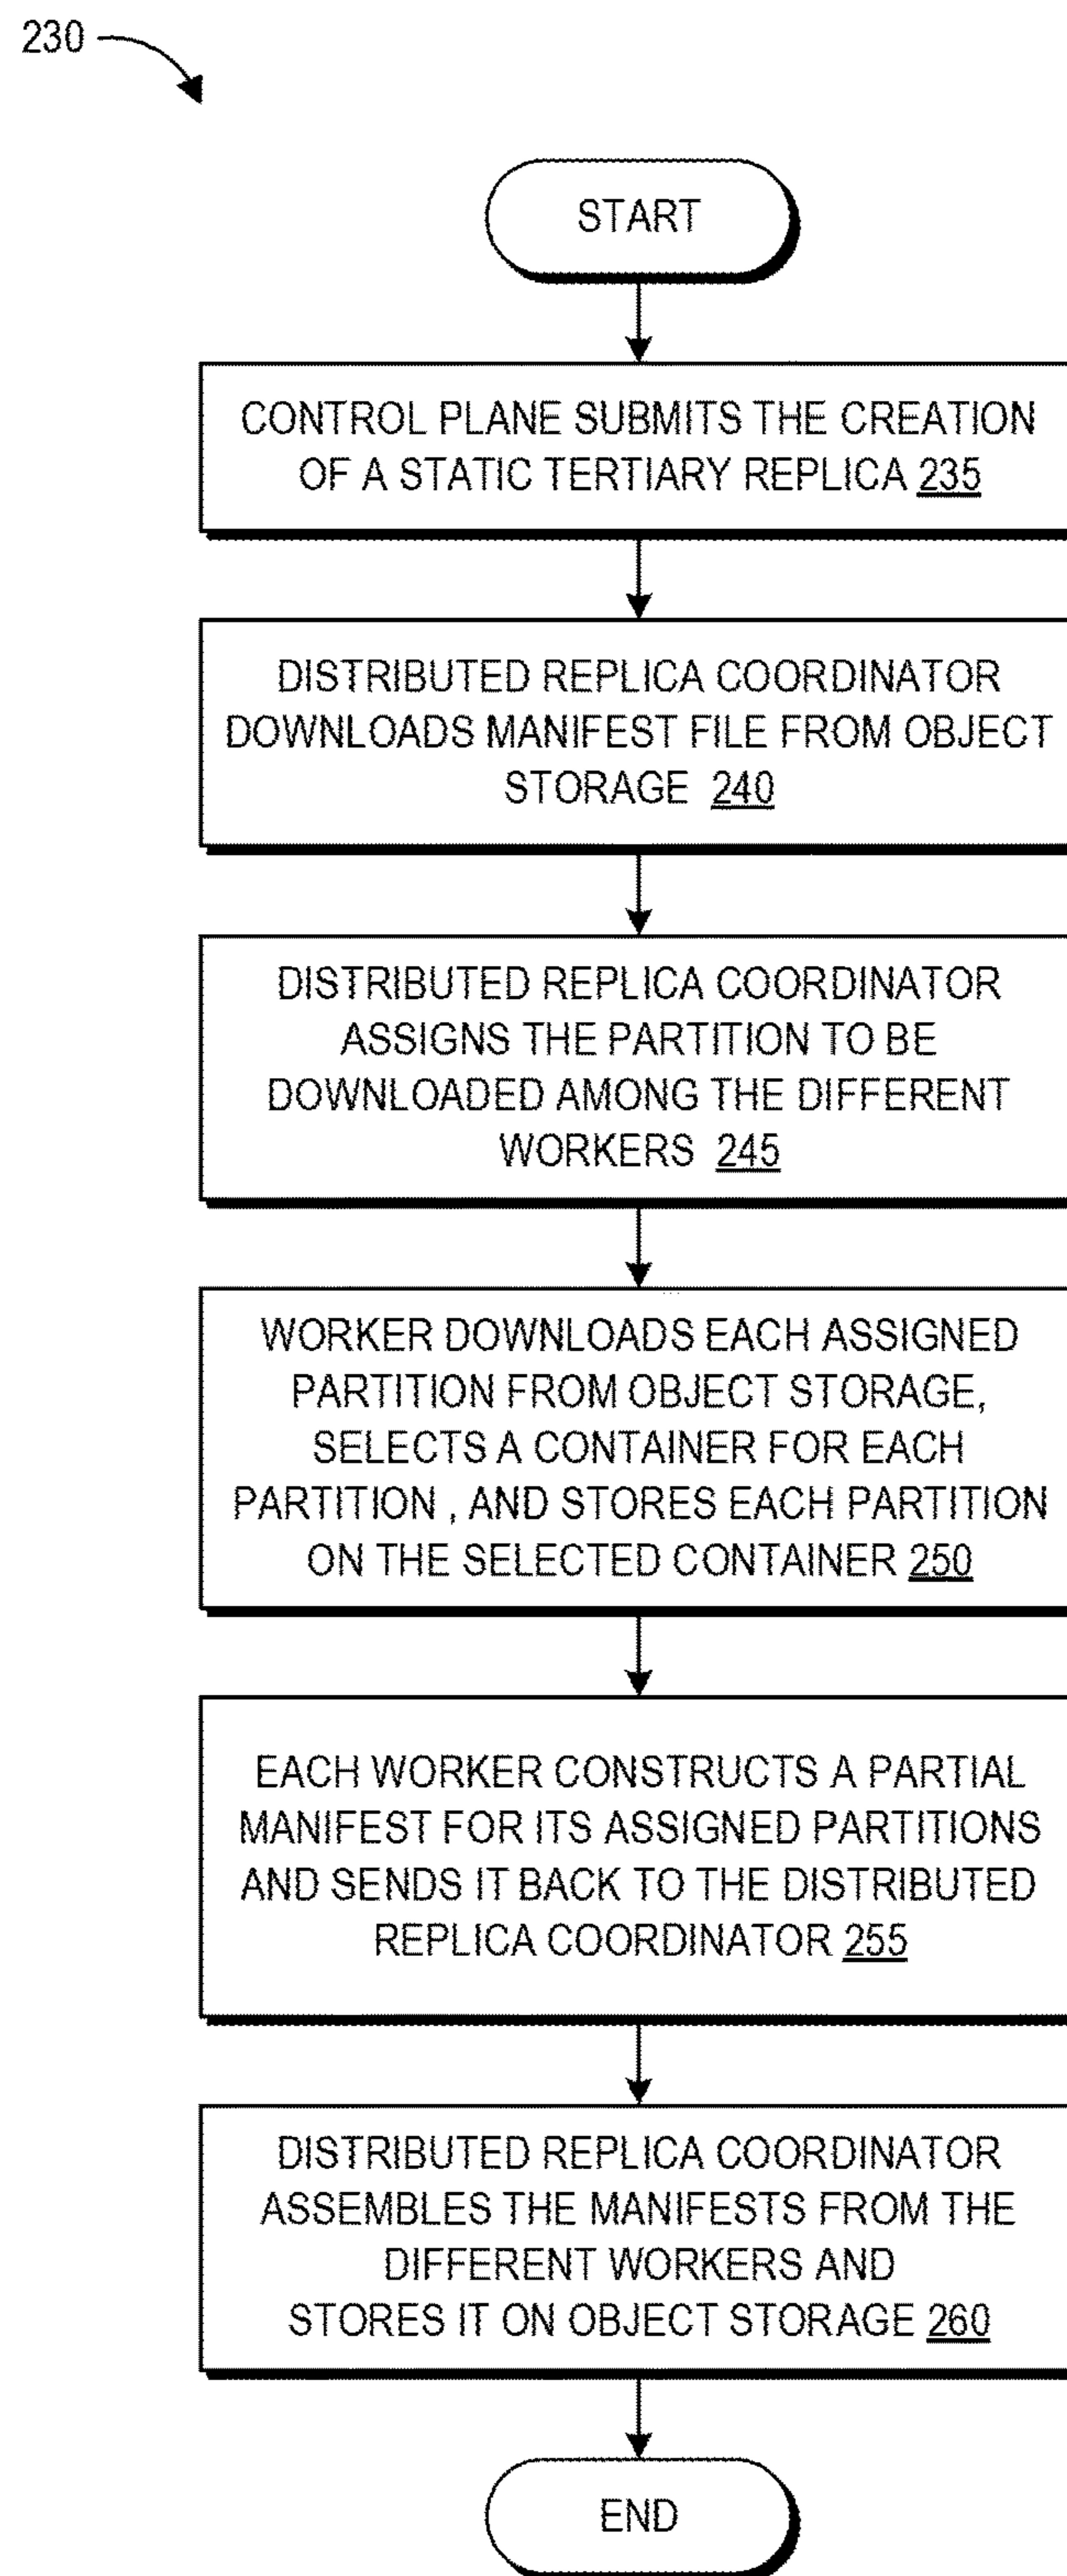 230
START
CONTROL PLANE SUBMITS THE CREATION
OF A STATIC TERTIARY REPLICA 235
DISTRIBUTED REPLICA COORDINATOR
DOWNLOADS MANIFEST FILE FROM OBJECT
STORAGE 240
DISTRIBUTED REPLICA COORDINATOR
ASSIGNS THE PARTITION TO BE
DOWNLOADED AMONG THE DIFFERENT
WORKERS 245
WORKER DOWNLOADS EACH ASSIGNED
PARTITION FROM OBJECT STORAGE,
SELECTS A CONTAINER FOR EACH
PARTITION , AND STORES EACH PARTITION
ON THE SELECTED CONTAINER 250
EACH WORKER CONSTRUCTS A PARTIAL
MANIFEST FOR ITS ASSIGNED PARTITIONS
AND SENDS IT BACK TO THE DISTRIBUTED
REPLICA COORDINATOR 255
DISTRIBUTED REPLICA COORDINATOR
ASSEMBLES THE MANIFESTS FROM THE
DIFFERENT WORKERS AND
STORES IT ON OBJECT STORAGE 260
END